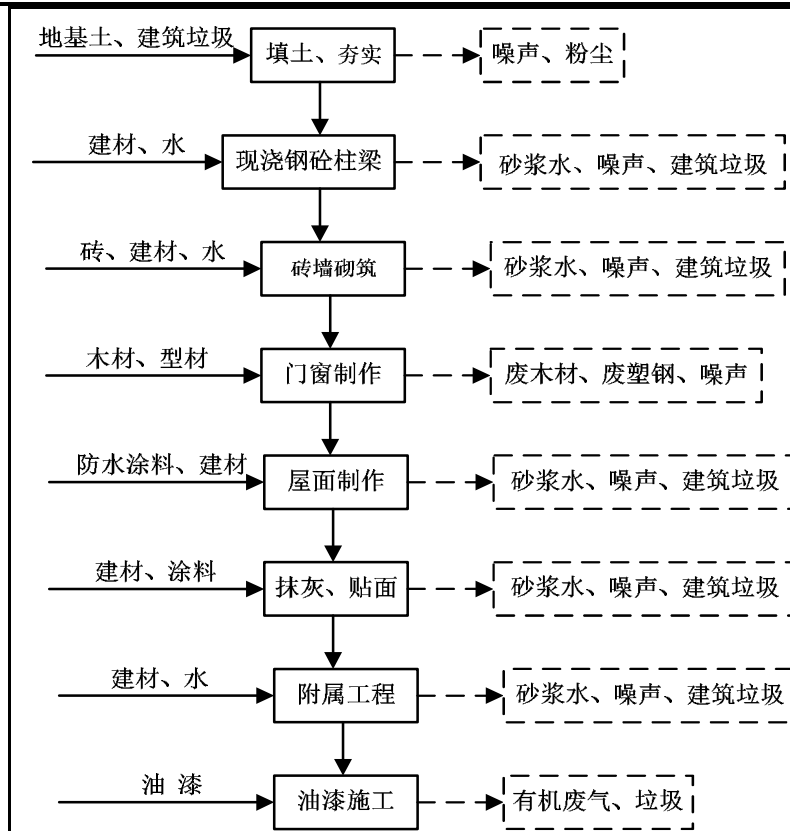 地基土、建筑垃圾
填土、夯实
噪声、粉尘
建材、水
现浇钢砼柱梁
砂浆水、噪声、建筑垃圾
砖、建材、水
砖墙砌筑
砂浆水、噪声、建筑垃圾
木材、型材
门窗制作
废木材、废塑钢、噪声
防水涂料、建材
屋面制作
砂浆水、噪声、建筑垃圾
建材、涂料
抹灰、贴面
砂浆水、噪声、建筑垃圾
建材、水
附属工程
砂浆水、噪声、建筑垃圾
油 漆
油漆施工
有机废气、垃圾